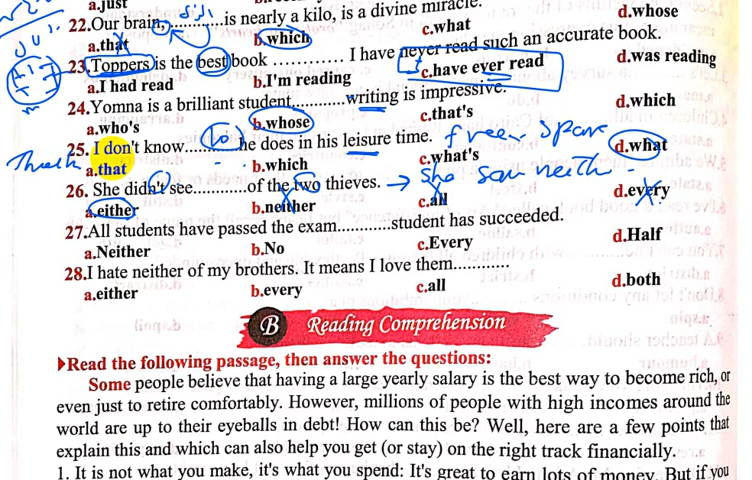 a.just
22.Our brain, ............is nearly a kilo, is a divine miracle.
a.that b.which c.what d.whose
23.Toppers is the best book ............ I have never read such an accurate book.
a.I had read b.I'm reading c.have ever read d.was reading
24.Yomna is a brilliant student...........writing is impressive.
a.who's b.whose c.that's d.which
25. I don't know...........he does in his leisure time. free
a.that b.which c.what's d.what
26. She didn't see...........of the two thieves. → She saw neith
a.either b.neither c.all d.every
27.All students have passed the exam............student has succeeded.
a.Neither b.No c.Every d.Half
28.I hate neither of my brothers. It means I love them............
a.either b.every c.all d.both
B Reading Comprehension
▶Read the following passage, then answer the questions:
Some people believe that having a large yearly salary is the best way to become rich, or
even just to retire comfortably. However, millions of people with high incomes around the
world are up to their eyeballs in debt! How can this be? Well, here are a few points that
explain this and which can also help you get (or stay) on the right track financially.
1. It is not what you make, it's what you spend: It's great to earn lots of money. But if you